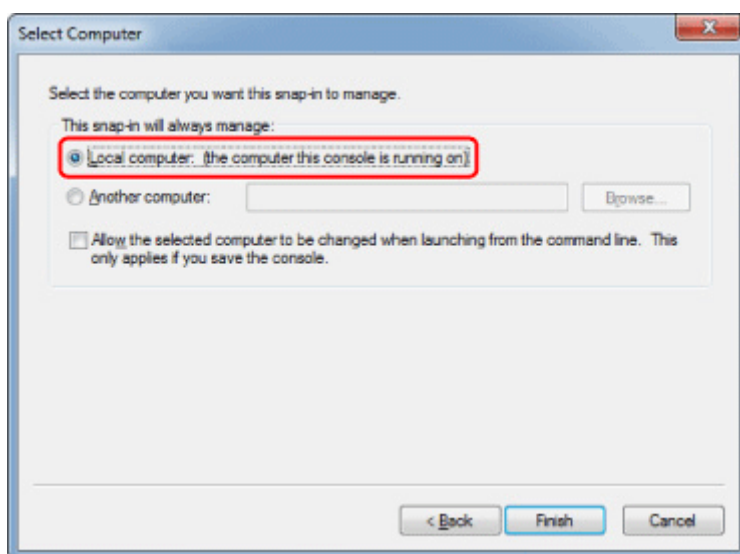 Select Computer
Select the computer you want this snap-in to manage.
This snap-in will always manage:
Local computer: (the computer this console is running on)
Another computer:
Browse...
Allow the selected computer to be changed when launching from the command line. This
only applies if you save the console.
< Back
Finish
Cancel